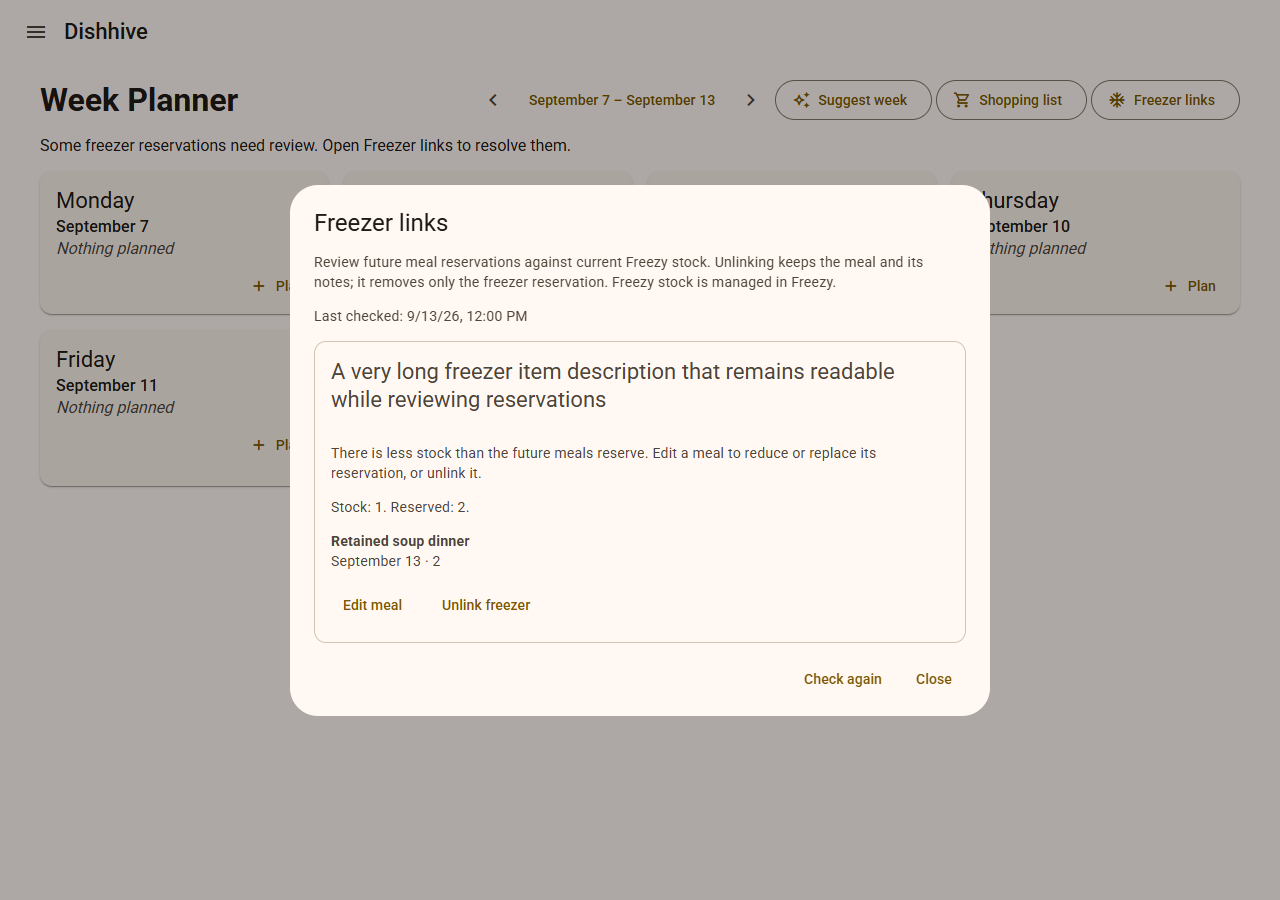 Dishhive
Week Planner
September 7 – September 13
Suggest week
Shopping list
Freezer links
Some freezer reservations need review. Open Freezer links to resolve them.
Monday
September 7
Nothing planned
Friday
September 11
Nothing planned
Freezer links
Review future meal reservations against current Freezy stock. Unlinking keeps the meal and its
notes; it removes only the freezer reservation. Freezy stock is managed in Freezy.
Last checked: 9/13/26, 12:00 PM
A very long freezer item description that remains readable
while reviewing reservations
There is less stock than the future meals reserve. Edit a meal to reduce or replace its
reservation, or unlink it.
Stock: 1. Reserved: 2.
Retained soup dinner
September 13 · 2
Edit meal
Unlink freezer
Check again
Close
hursday
ptember 10
thing planned
Plan